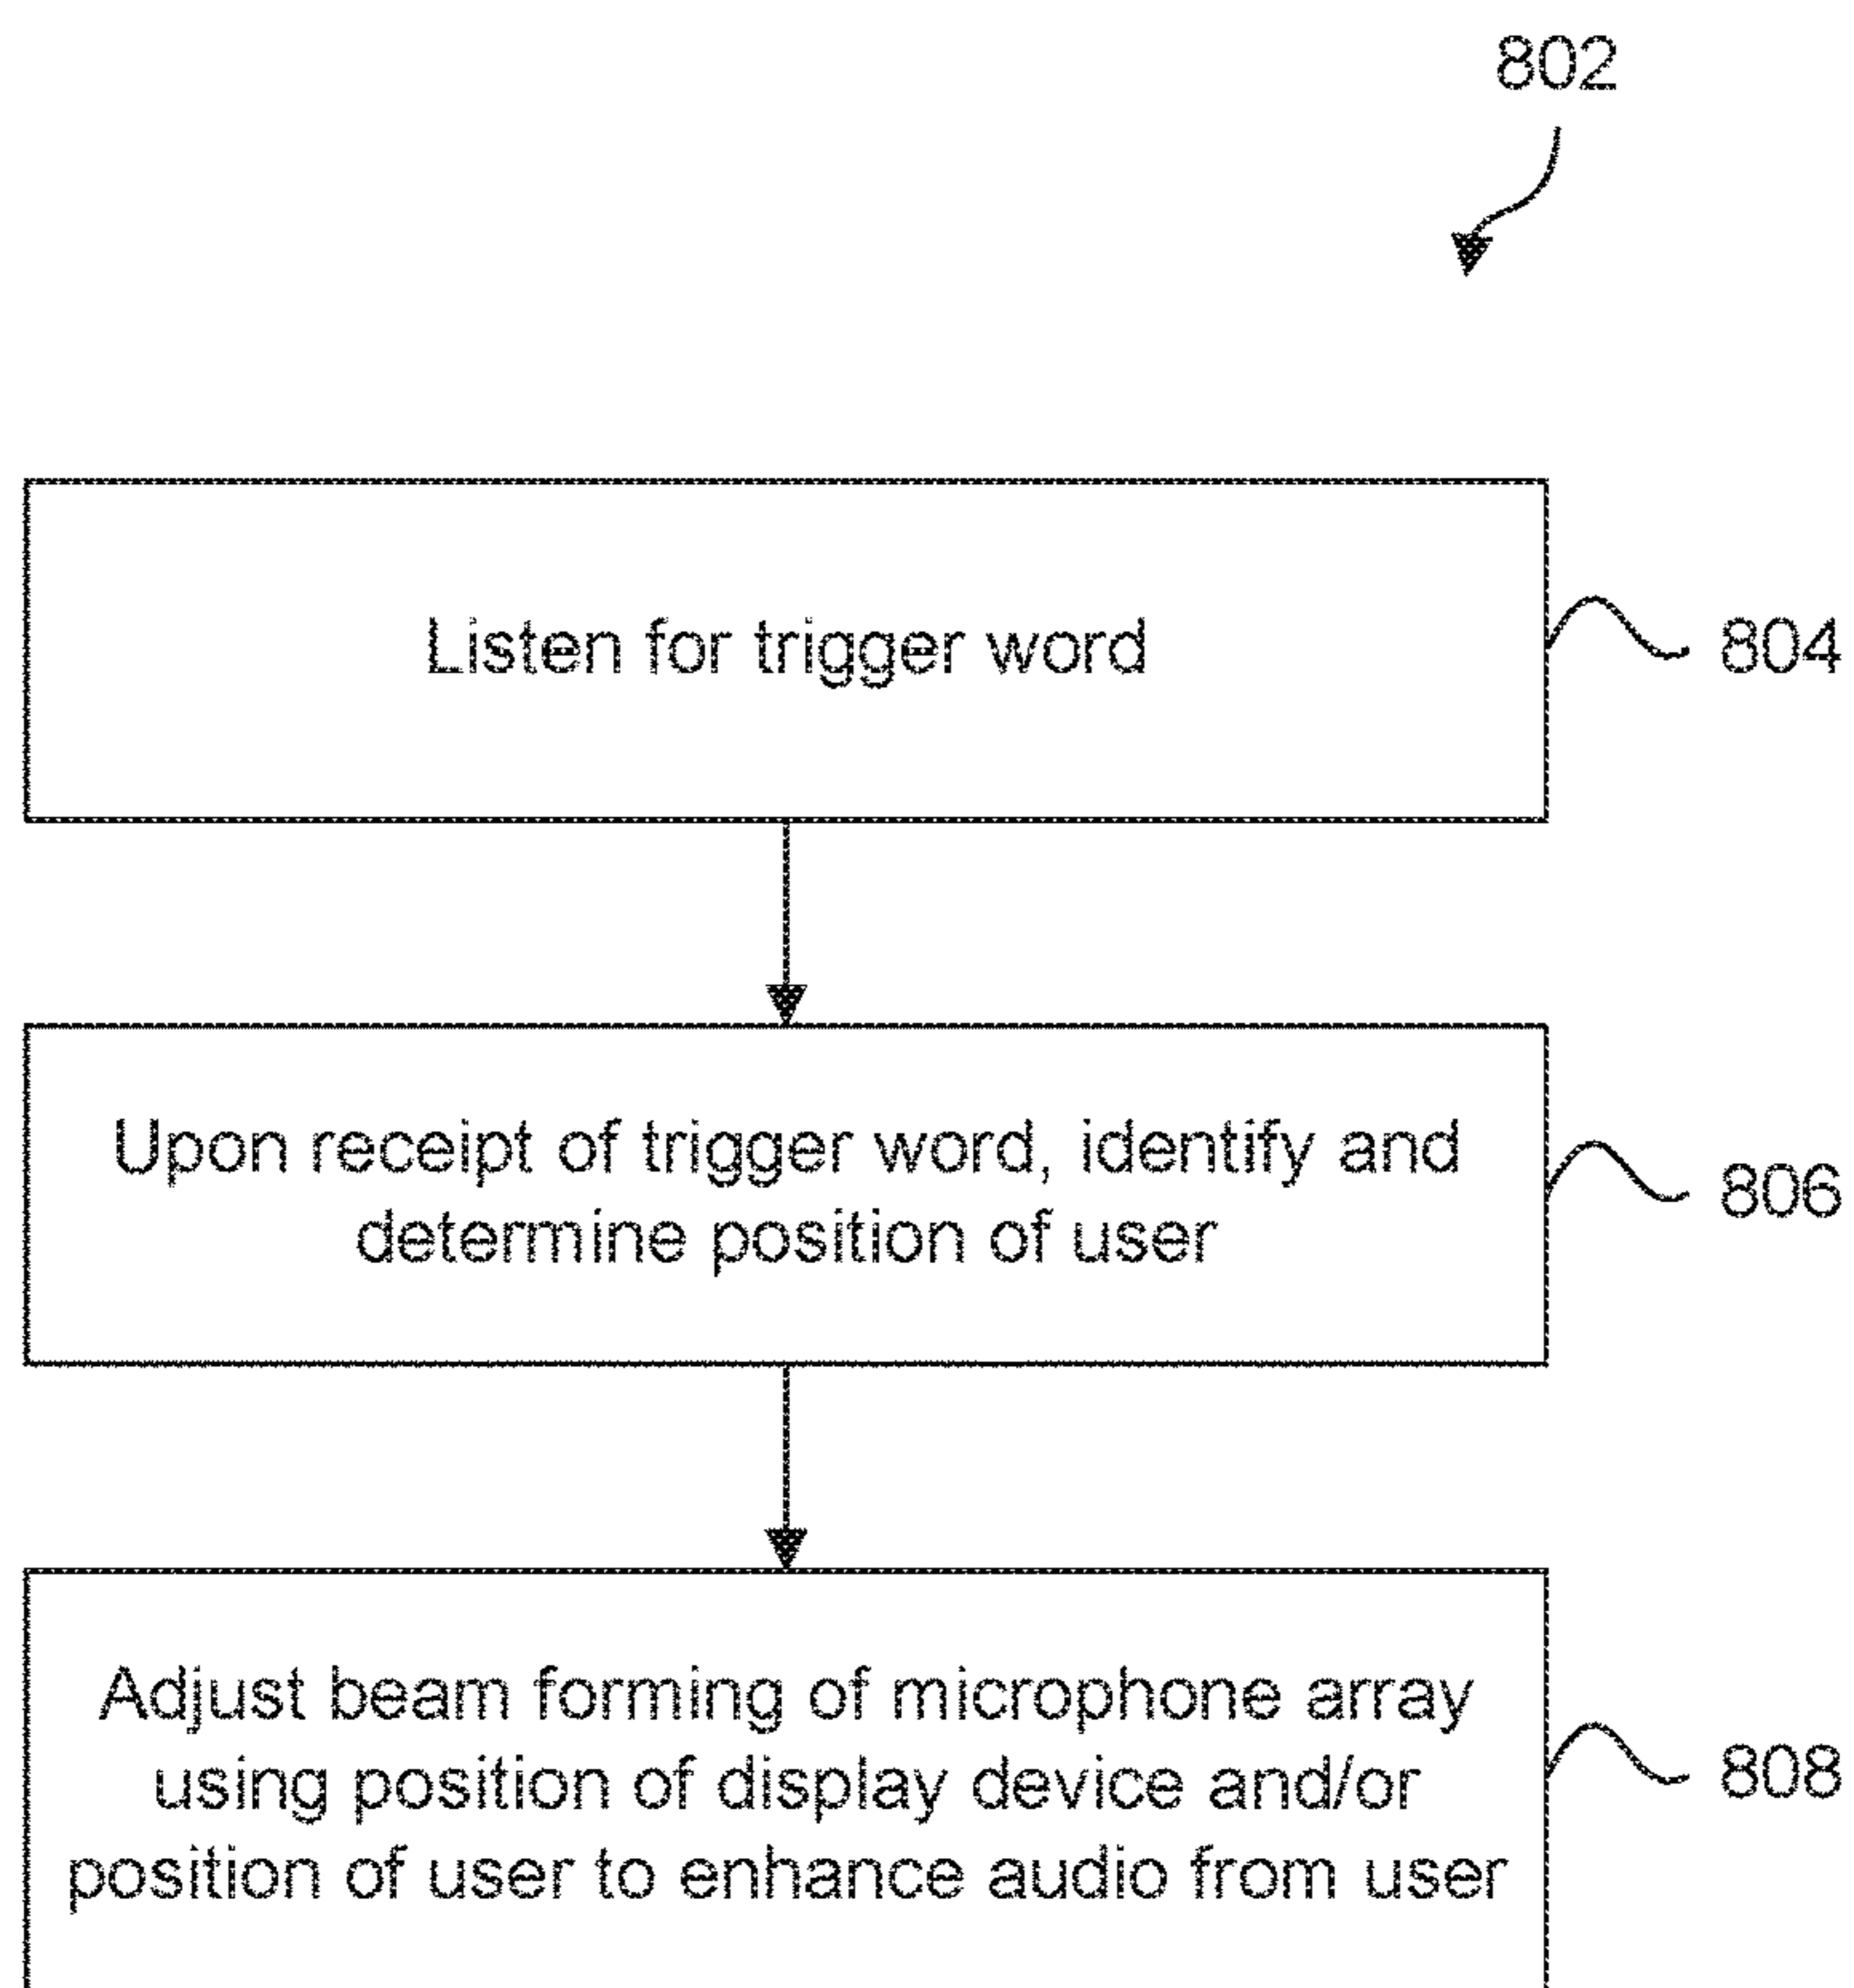 802
Listen for trigger word
804
Upon receipt of trigger word, identify and
determine position of user
806
Adjust beam forming of microphone array
using position of display device and/or
position of user to enhance audio from user
808